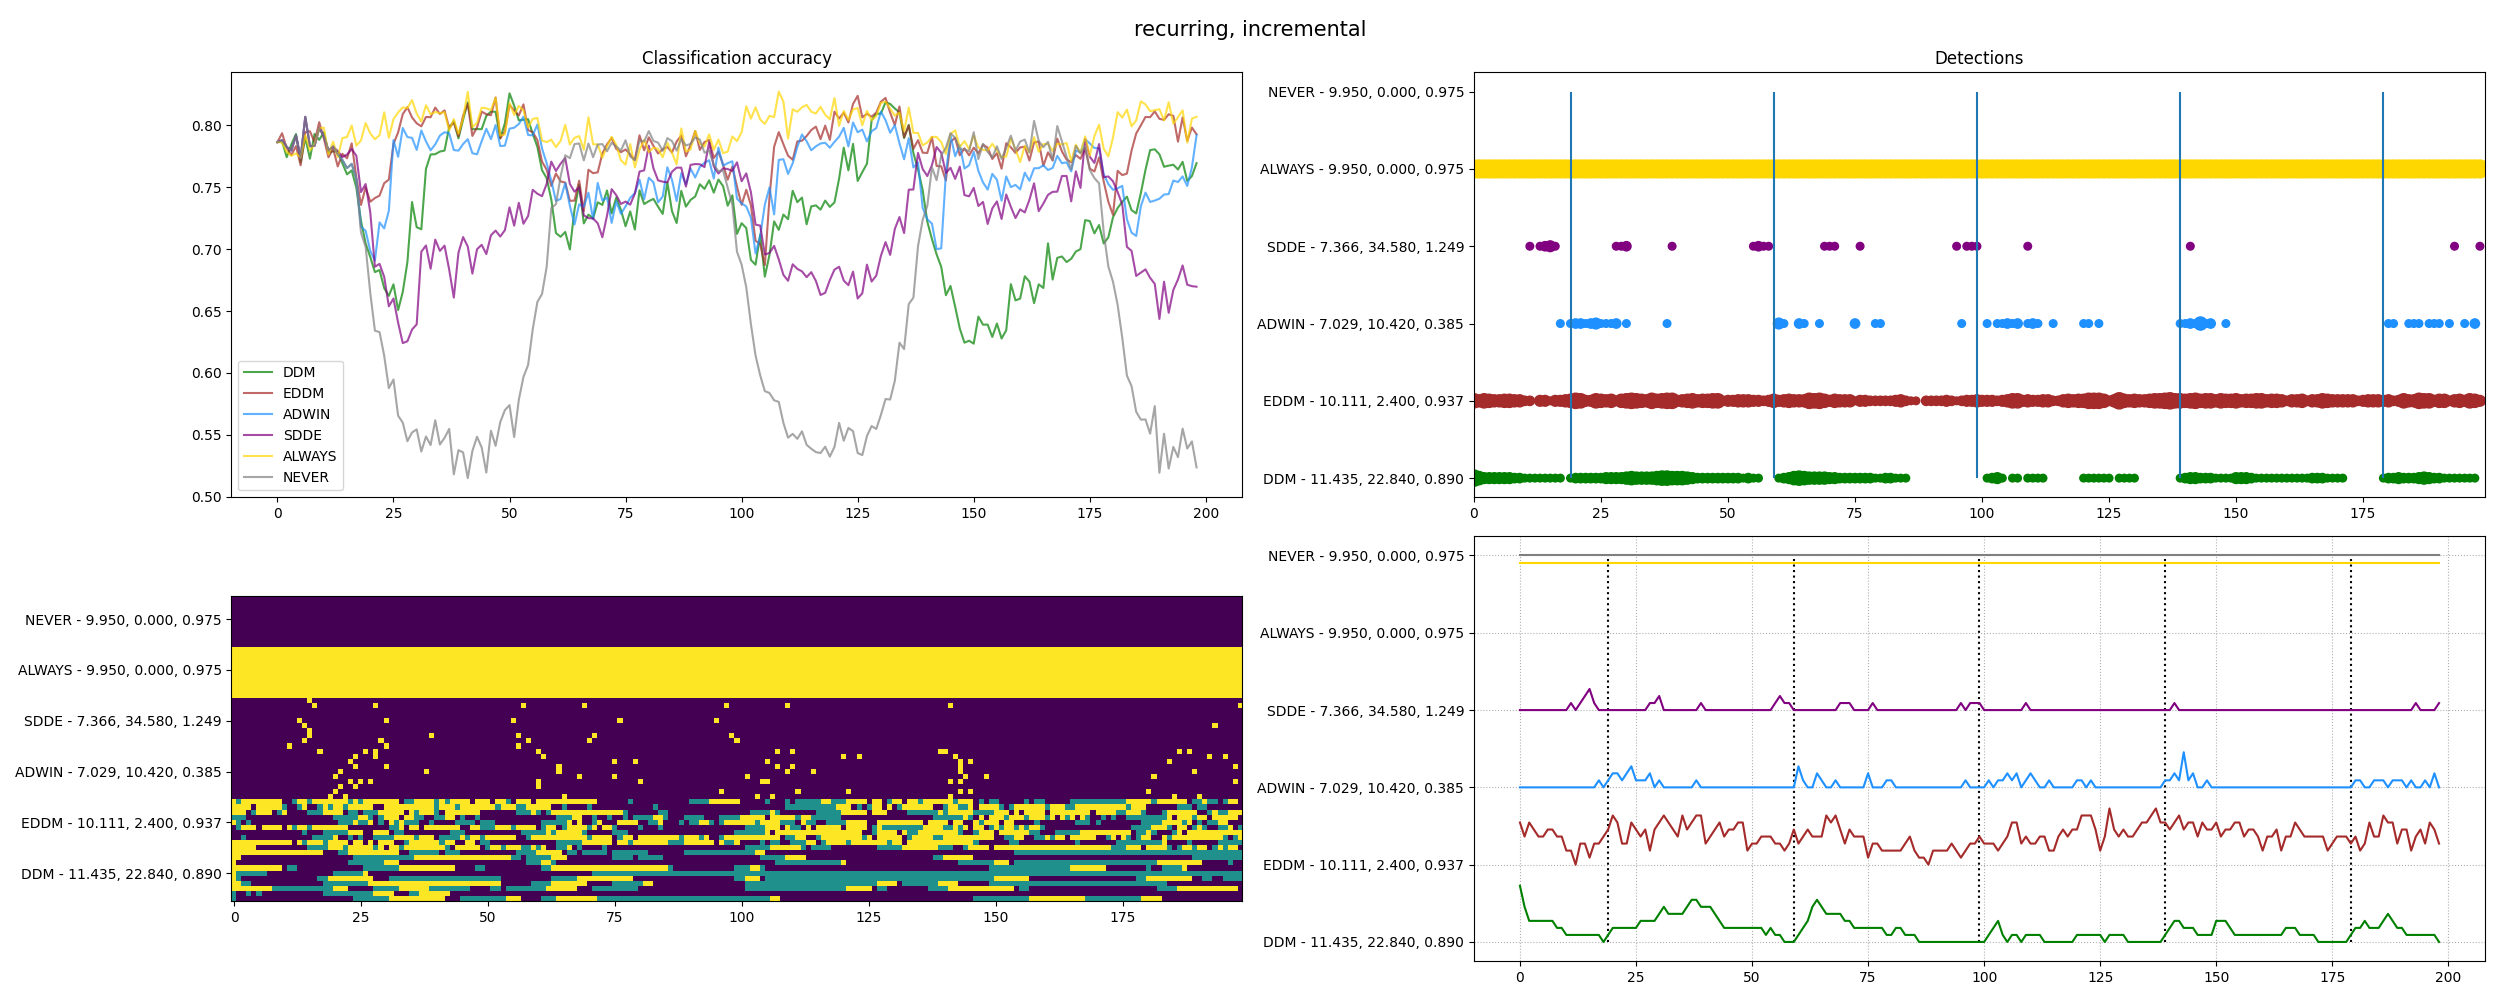 recurring, incremental
Classification accuracy
0.80
0.75
0.70
0.65
0.60
0.55
0.50
DDM
EDDM
ADWIN
SDDE
ALWAYS
NEVER
0 25 50 75 100 125 150 175 200
Detections
NEVER - 9.950, 0.000, 0.975
ALWAYS - 9.950, 0.000, 0.975
SDDE - 7.366, 34.580, 1.249
ADWIN - 7.029, 10.420, 0.385
EDDM - 10.111, 2.400, 0.937
DDM - 11.435, 22.840, 0.890
0 25 50 75 100 125 150 175
NEVER - 9.950, 0.000, 0.975
ALWAYS - 9.950, 0.000, 0.975
SDDE - 7.366, 34.580, 1.249
ADWIN - 7.029, 10.420, 0.385
EDDM - 10.111, 2.400, 0.937
DDM - 11.435, 22.840, 0.890
0 25 50 75 100 125 150 175
NEVER - 9.950, 0.000, 0.975
ALWAYS - 9.950, 0.000, 0.975
SDDE - 7.366, 34.580, 1.249
ADWIN - 7.029, 10.420, 0.385
EDDM - 10.111, 2.400, 0.937
DDM - 11.435, 22.840, 0.890
0 25 50 75 100 125 150 175 200